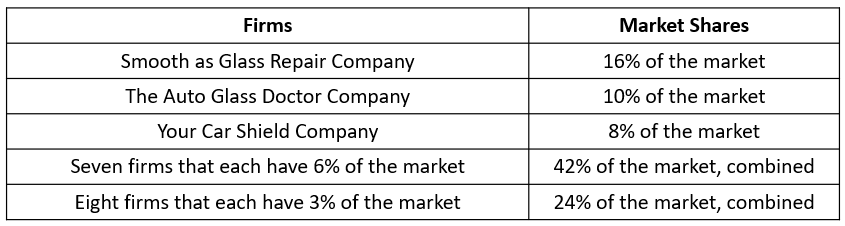 Firms Market Shares
Smooth as Glass Repair Company 16% of the market
The Auto Glass Doctor Company 10% of the market
Your Car Shield Company 8% of the market
Seven firms that each have 6% of the market 42% of the market, combined
Eight firms that each have 3% of the market 24% of the market, combined